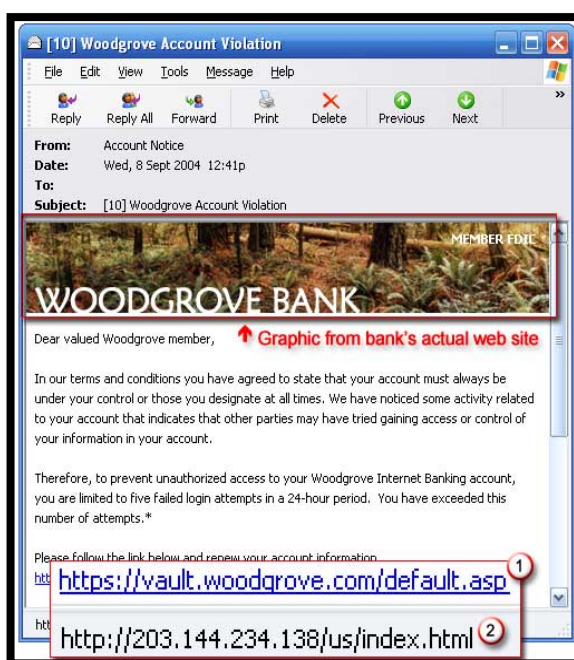 [10] Woodgrove Account Violation
File Edit View Tools Message Help
Reply Reply All Forward Print Delete Previous Next »
From: Account Notice
Date: Wed, 8 Sept 2004 12:41p
To:
Subject: [10] Woodgrove Account Violation
MEMBER FDIC
WOODGROVE BANK
Dear valued Woodgrove member,
Graphic from bank's actual web site
In our terms and conditions you have agreed to state that your account must always be
under your control or those you designate at all times. We have noticed some activity related
to your account that indicates that other parties may have tried gaining access or control of
your information in your account.
Therefore, to prevent unauthorized access to your Woodgrove Internet Banking account,
you are limited to five failed login attempts in a 24-hour period. You have exceeded this
number of attempts.*
Please follow the link below and renew your account information
https://vault.woodgrove.com/default.asp 1
http://203.144.234.138/us/index.html 2